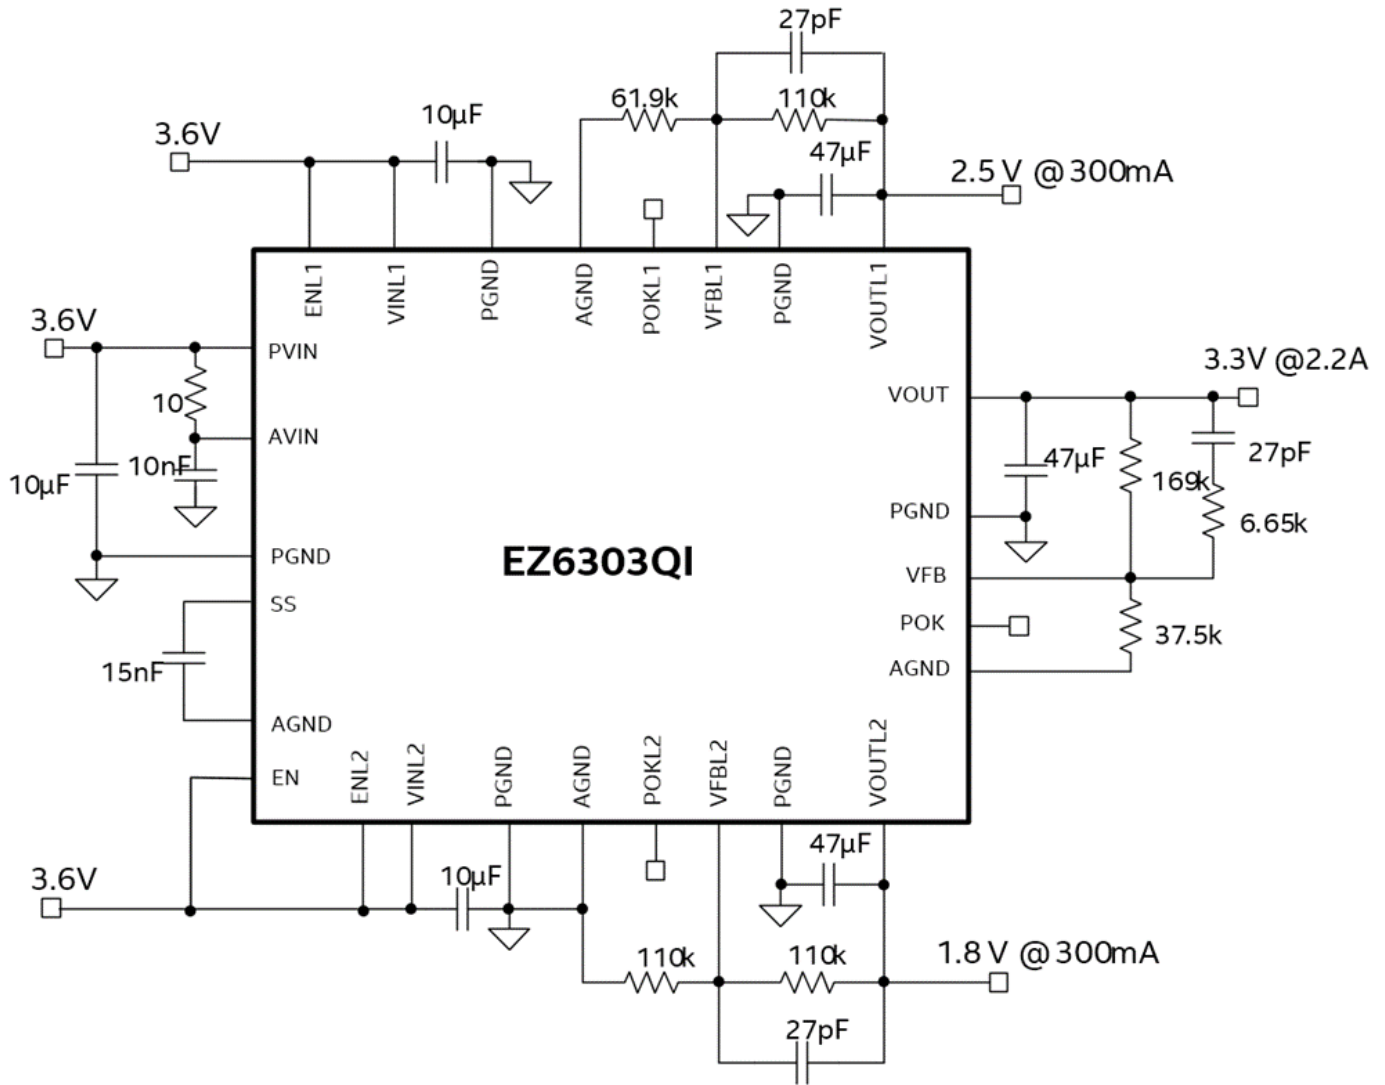 27pF
61.9k
110k
10µF
3.6V
47µF
2.5 V @ 300mA
ENL1
VINL1
PGND
AGND
POKL1
VFBL1
PGND
VOUTL1
3.6V
PVIN
3.3V @2.2A
VOUT
10
AVIN
10nF
10µF
47µF
169k
27pF
6.65k
PGND
PGND
EZ6303QI
VFB
SS
POK
37.5k
15nF
AGND
AGND
EN
ENL2
VINL2
PGND
AGND
POKL2
VFBL2
PGND
VOUTL2
47µF
3.6V
10µF
110k
110k
1.8 V @ 300mA
27pF